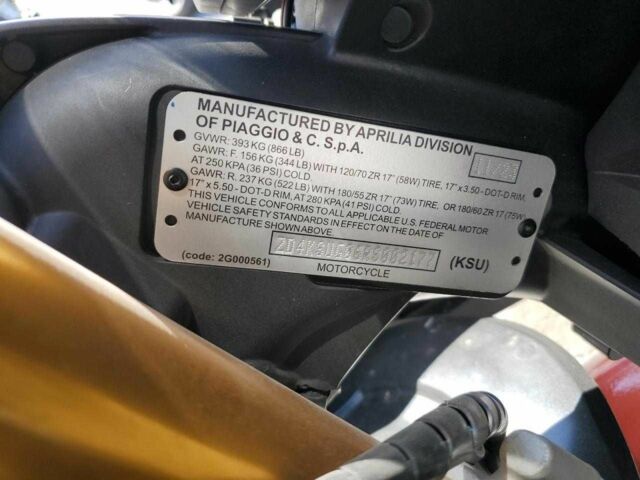 MANUFACTURED BY APRILIA DIVISION
OF PIAGGIO & C. S.p.A.
GVWR: 393 KG (866 LB)
GAWR: F. 156 KG (344 LB) WITH 120/70 ZR 17" (58W) TIRE, 17" x 3.50 - DOT-D RIM,
AT 250 KPA (36 PSI) COLD.
GAWR: R. 237 KG (522 LB) WITH 180/55 ZR 17" (73W) TIRE, OR 180/60 ZR 17 (75W)
17" x 5.50 - DOT-D RIM, AT 280 KPA (41 PSI) COLD.
THIS VEHICLE CONFORMS TO ALL APPLICABLE U.S. FEDERAL MOTOR
VEHICLE SAFETY STANDARDS IN EFFECT ON THE DATE OF
MANUFACTURE SHOWN ABOVE.
(code: 2G000561)
(KSU)
MOTORCYCLE